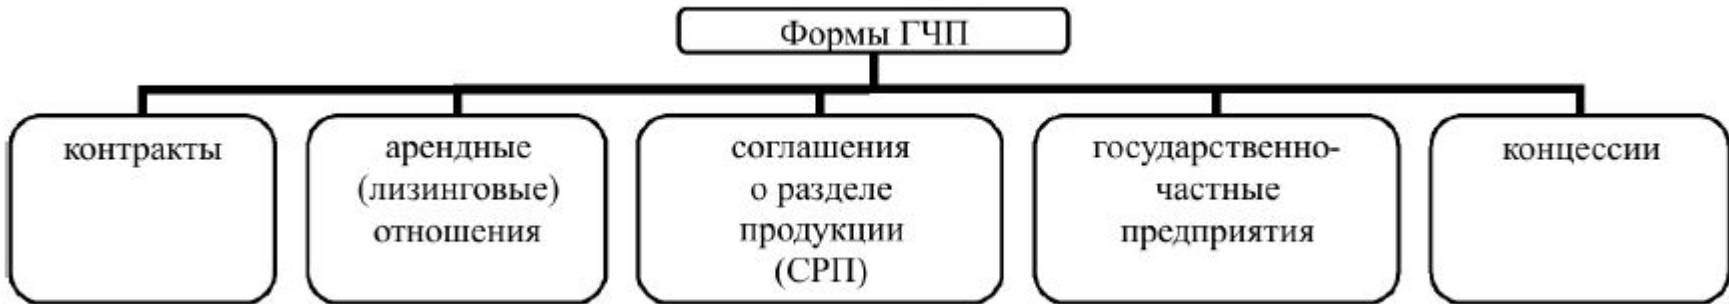 Формы ГЧП
контракты
арендные
(лизинговые)
отношения
соглашения
о разделе
продукции
(СРП)
государственно-
частные
предприятия
концессии